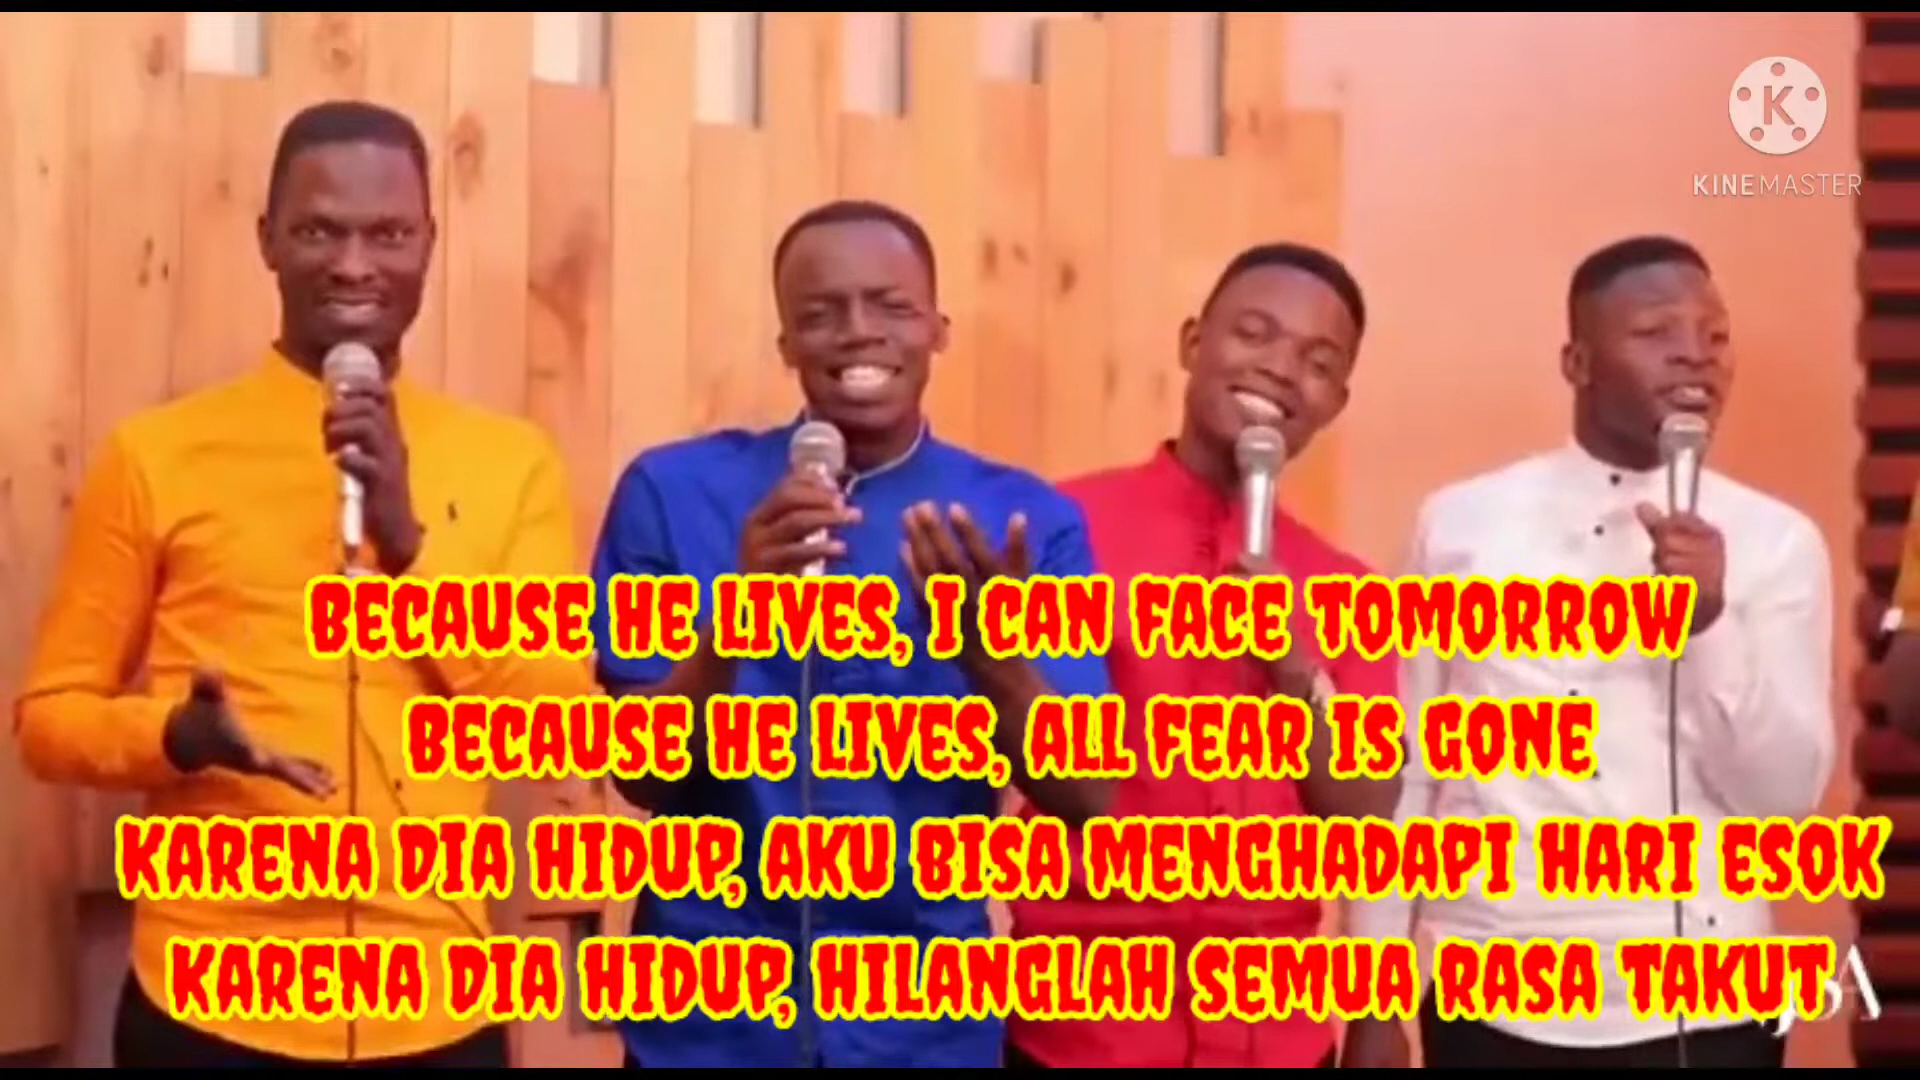 K
KINEMASTER
BECAUSE HE LIVES, I CAN FACE TOMORROW
BECAUSE HE LIVES, ALL FEAR IS GONE
KARENA DIA HIDUP, AKU BISA MENGHADAPI HARI ESOK
KARENA DIA HIDUP, HILANGLAH SEMUA RASA TAKUT